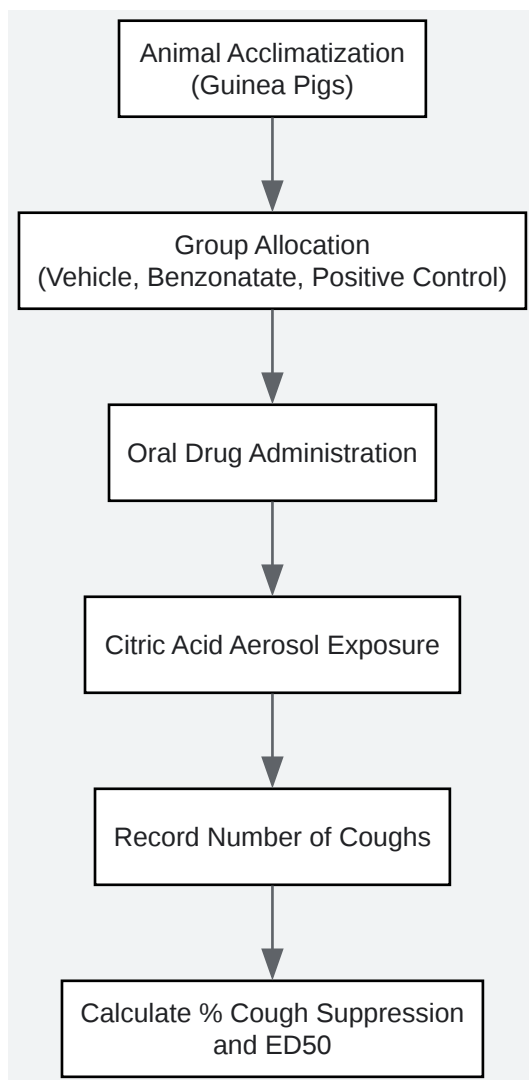 Animal Acclimatization
(Guinea Pigs)
Group Allocation
(Vehicle, Benzonatate, Positive Control)
Oral Drug Administration
Citric Acid Aerosol Exposure
Record Number of Coughs
Calculate % Cough Suppression
and ED50